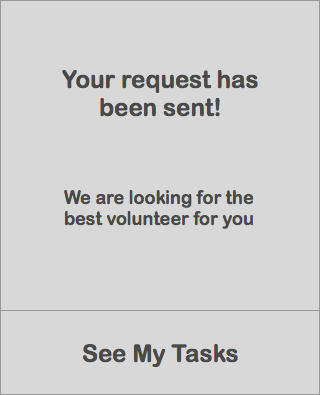 Your request has
been sent!
We are looking for the
best volunteer for you
See My Tasks